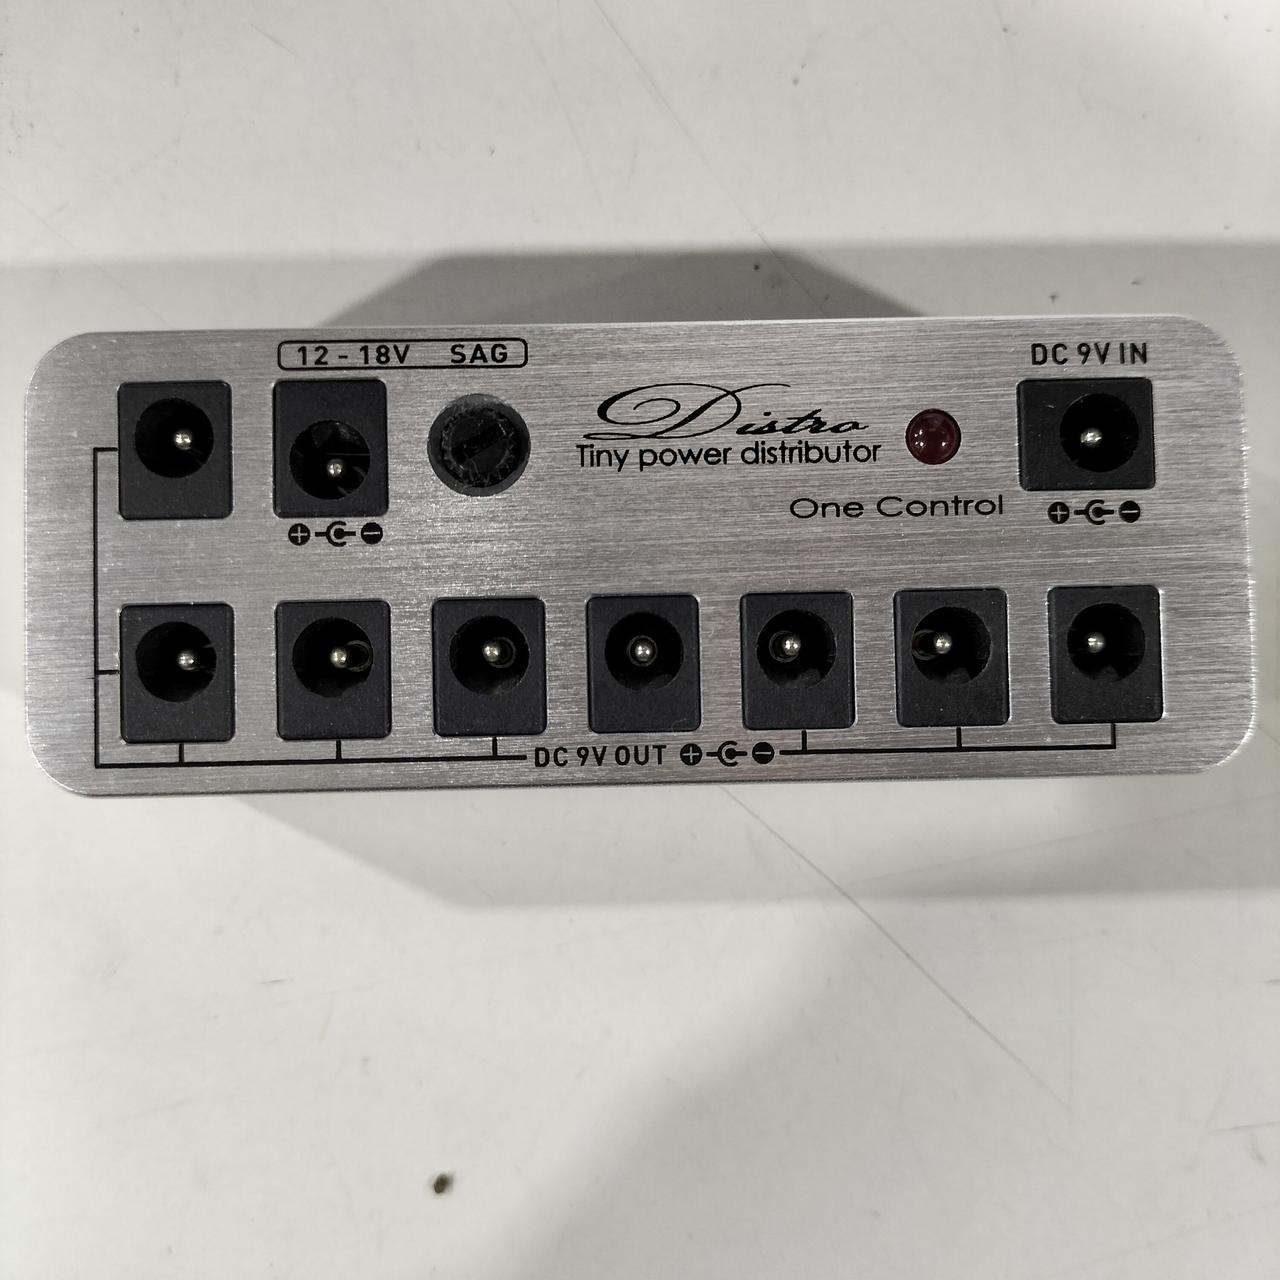 12 - 18V SAG
DC 9V IN
Distro
Tiny power distributor
One Control
DC 9V OUT